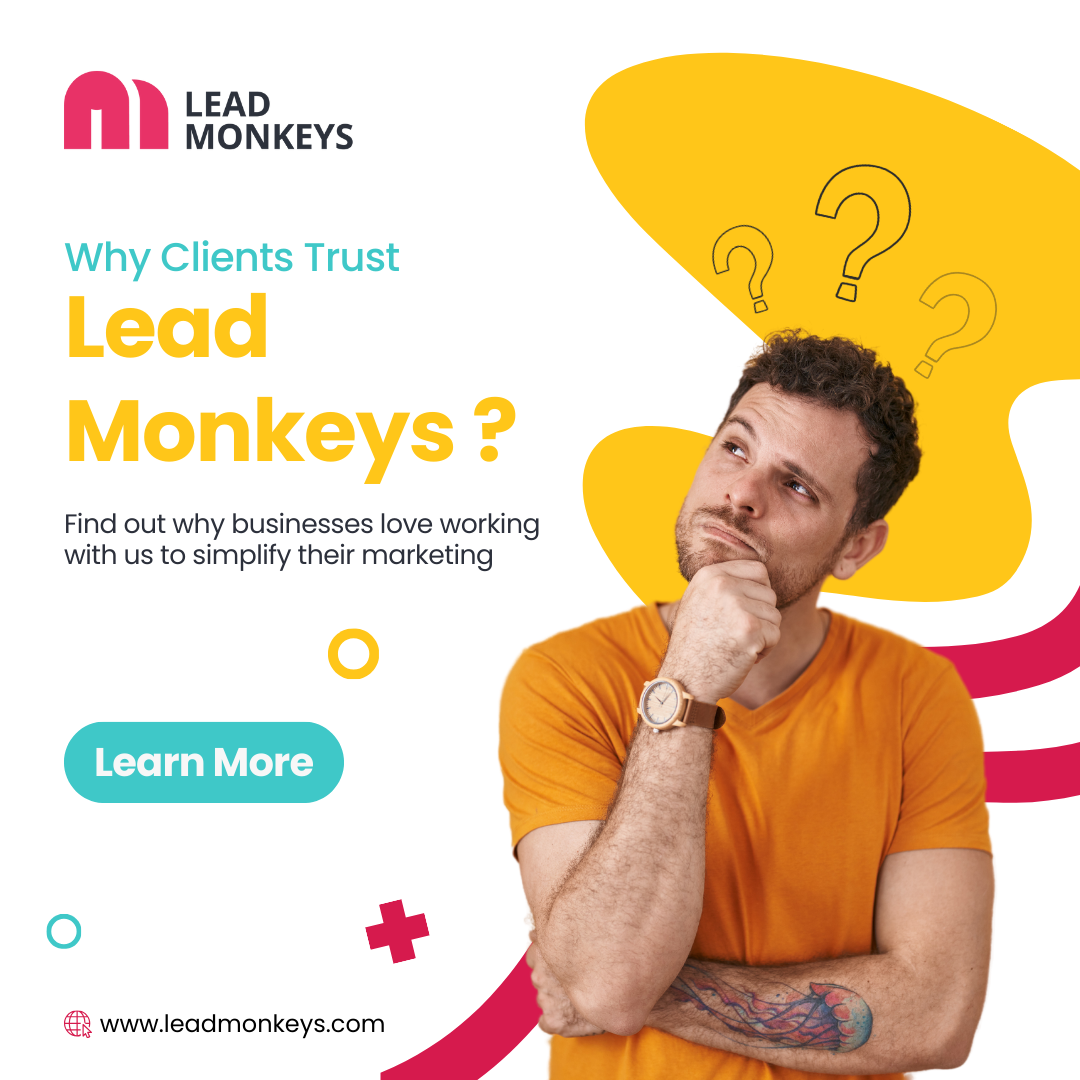 LEAD
MONKEYS
Why Clients Trust
Lead
Monkeys ?
Find out why businesses love working
with us to simplify their marketing
Learn More
www.leadmonkeys.com